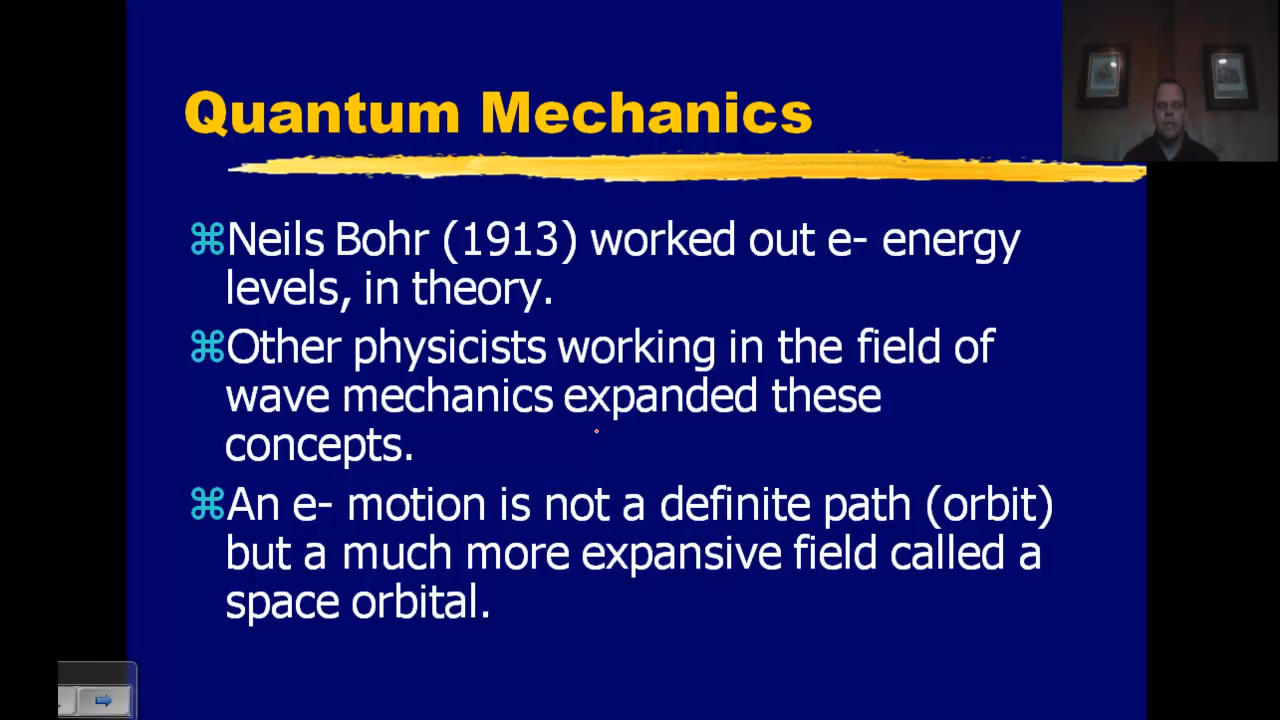 Quantum Mechanics
⌘Neils Bohr (1913) worked out e- energy
levels, in theory.
⌘Other physicists working in the field of
wave mechanics expanded these
concepts.
⌘An e- motion is not a definite path (orbit)
but a much more expansive field called a
space orbital.